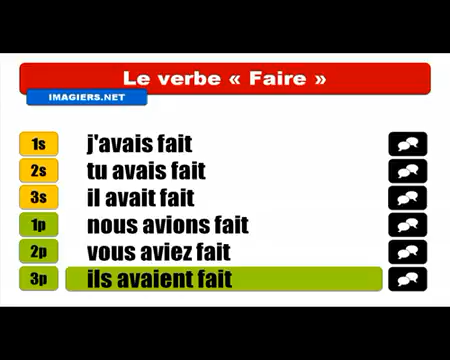 Le verbe « Faire »
IMAGIERS.NET
1s j'avais fait
2s tu avais fait
3s il avait fait
1p nous avions fait
2p vous aviez fait
3p ils avaient fait